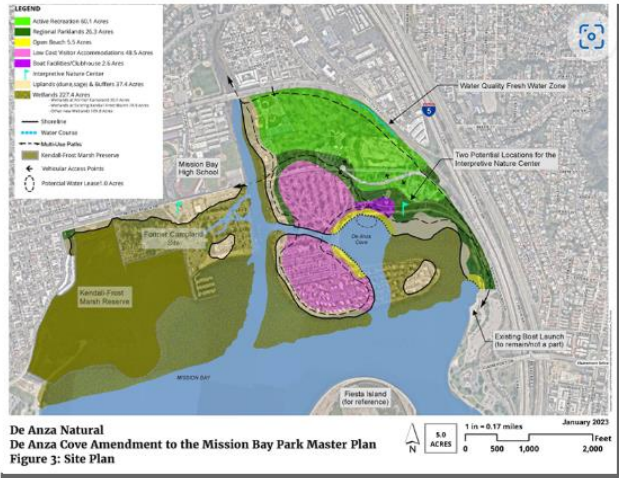 LEGEND
Active Recreation 60.1 Acres
Regional Parklands 26.3 Acres
Open Beach 5.5 Acres
Low Cost Visitor Accommodations 48.5 Acres
Boat Facilities/Clubhouse 2.6 Acres
Interpretive Nature Center
Uplands (dune, sage) & Buffers 37.4 Acres
Wetlands 227.4 Acres
Shoreline
Water Course
Multi-Use Paths
Kendall-Frost Marsh Preserve
Vehicular Access Points
Potential Water Lease1.0 Acres
Water Quality Fresh Water Zone
5
Two Potential Locations for the
Interpretive Nature Center
Mission Bay
High School
De Anza
Cove
Former Campland
Site
Kendall-Frost
Marsh Reserve
Existing Boat Launch
(to remain/not a part)
MISSION BAY
Fiesta Island
(for reference)
De Anza Natural
De Anza Cove Amendment to the Mission Bay Park Master Plan
Figure 3: Site Plan
N
5.0
ACRES
1 in = 0.17 miles
January 2023
Feet
0 500 1,000 2,000